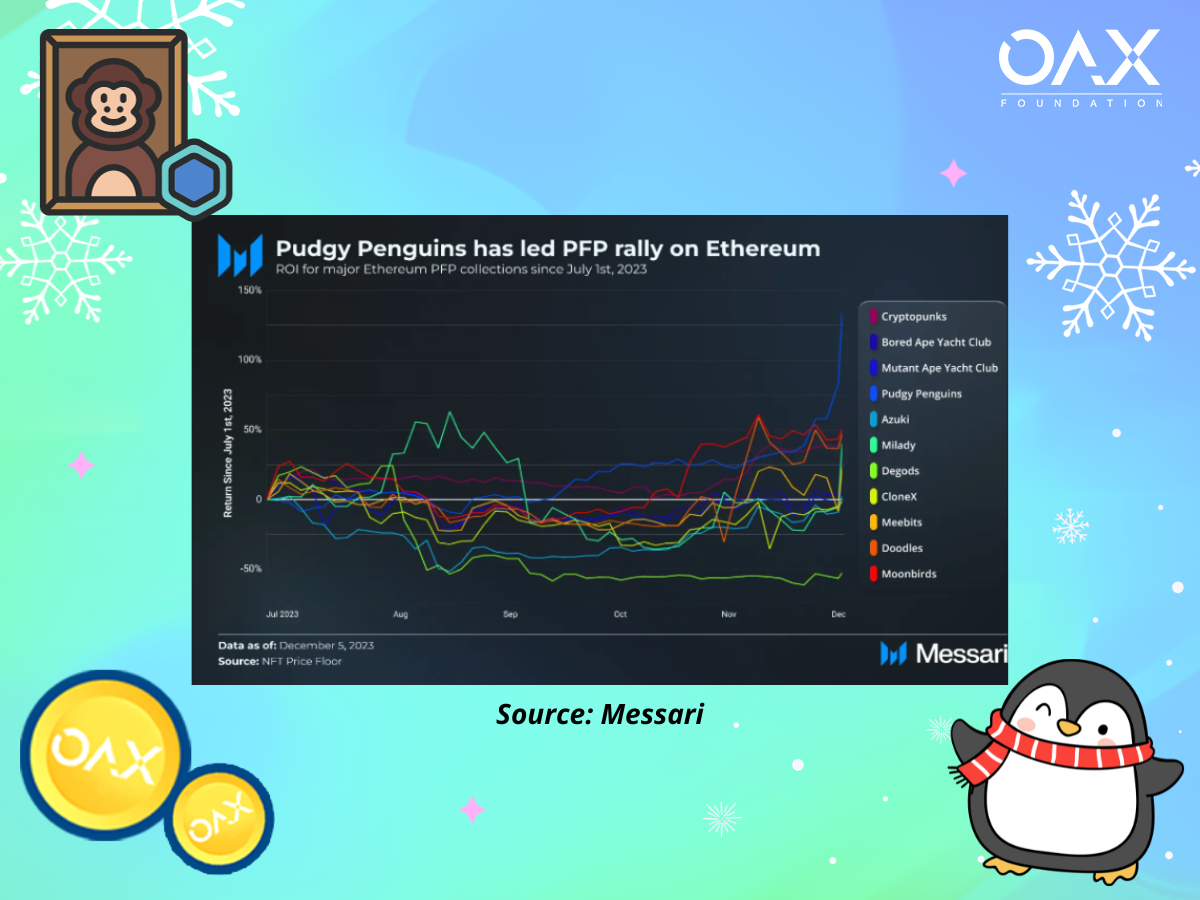 OAX
FOUNDATION
Pudgy Penguins has led PFP rally on Ethereum
ROI for major Ethereum PFP collections since July 1st, 2023
150%
100%
50%
0
-50%
Return Since July 1st, 2023
Jul 2023
Aug
Sep
Oct
Nov
Dec
Cryptopunks
Bored Ape Yacht Club
Mutant Ape Yacht Club
Pudgy Penguins
Azuki
Milady
Degods
CloneX
Meebits
Doodles
Moonbirds
Data as of: December 5, 2023
Source: NFT Price Floor
Messari
Source: Messari
OAX
OAX